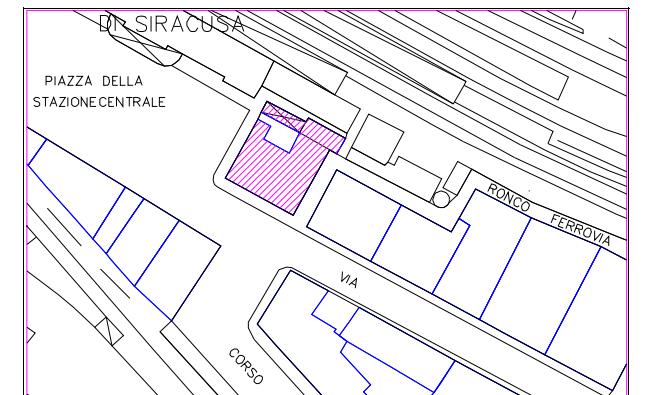 DI SIRACUSA
PIAZZA DELLA
STAZIONE CENTRALE
RONCO FERROVIA
VIA
CORSO